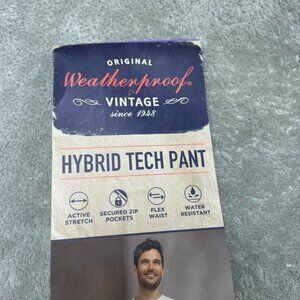 ORIGINAL
Weatherproof®
VINTAGE
since 1948
HYBRID TECH PANT
ACTIVE STRETCH
SECURED ZIP POCKETS
FLEX WAIST
WATER RESISTANT